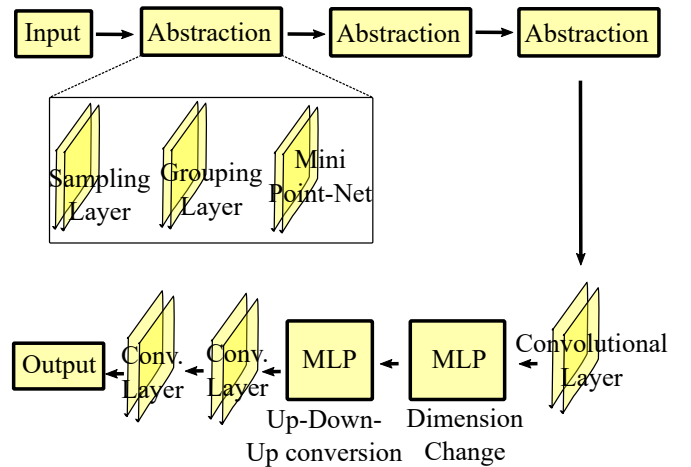 Input
Abstraction
Abstraction
Abstraction
Sampling
Layer
Grouping
Layer
Mini
Point-Net
Output
Conv.
Layer
Conv.
Layer
MLP
Up-Down-
Up conversion
MLP
Dimension
Change
Convolutional
Layer